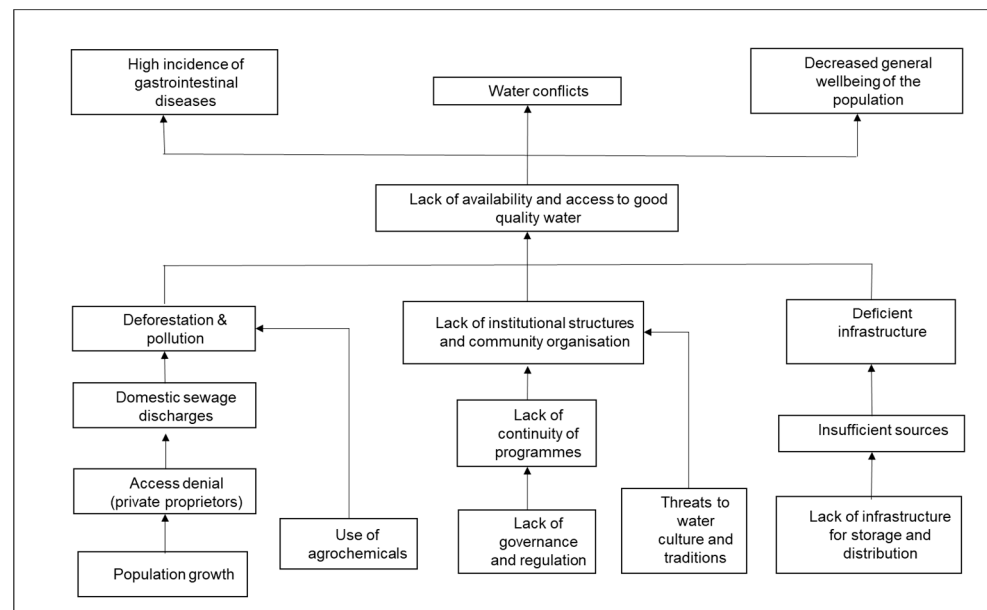 High incidence of
gastrointestinal
diseases
Water conflicts
Decreased general
wellbeing of the
population
Lack of availability and access to good
quality water
Deforestation &
pollution
Lack of institutional structures
and community organisation
Deficient
infrastructure
Domestic sewage
discharges
Lack of
continuity of
programmes
Insufficient sources
Access denial
(private proprietors)
Use of
agrochemicals
Lack of
governance
and regulation
Threats to
water
culture and
traditions
Lack of infrastructure
for storage and
distribution
Population growth